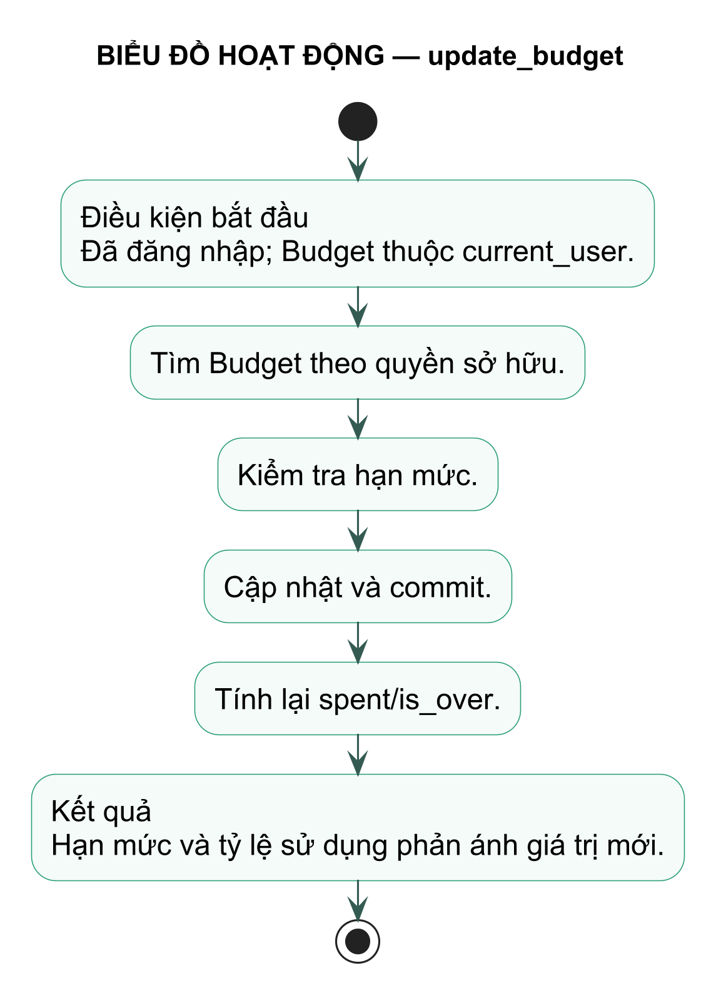 BIỂU ĐỒ HOẠT ĐỘNG — update_budget
Điều kiện bắt đầu
Đã đăng nhập; Budget thuộc current_user.
Tìm Budget theo quyền sở hữu.
Kiểm tra hạn mức.
Cập nhật và commit.
Tính lại spent/is_over.
Kết quả
Hạn mức và tỷ lệ sử dụng phản ánh giá trị mới.